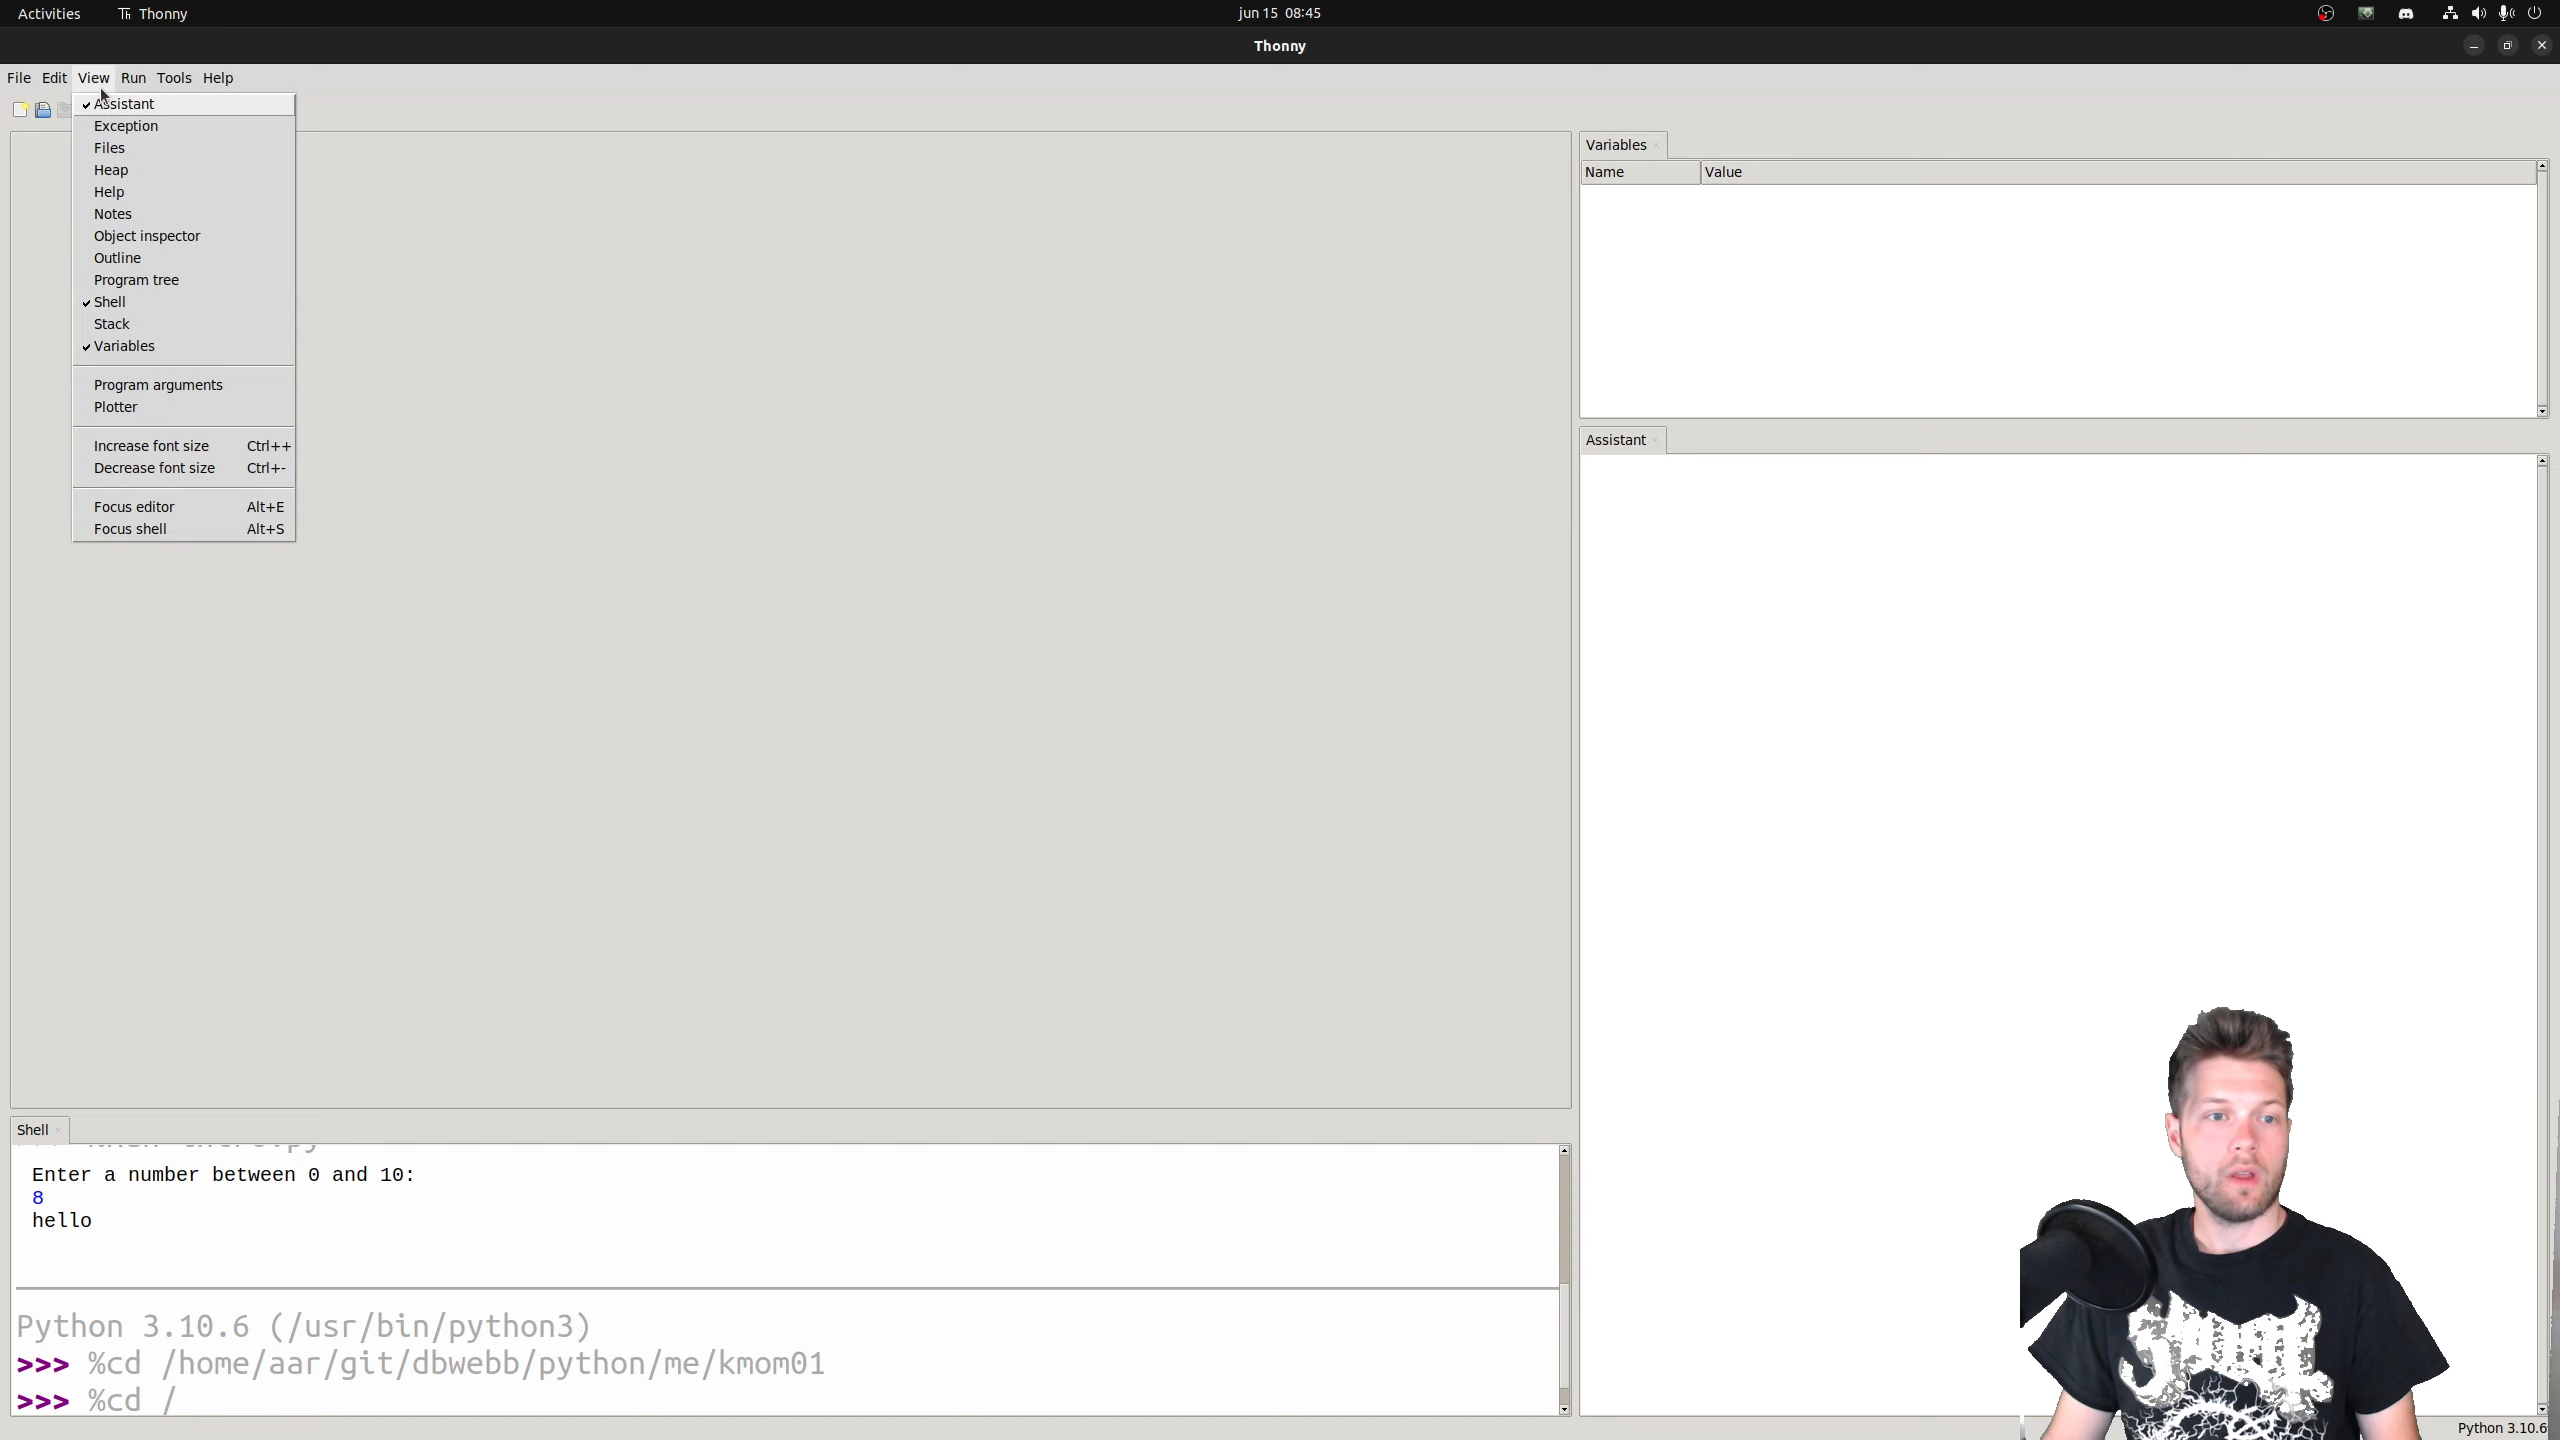 Activities Thonny jun 15 08:45
Thonny
File Edit View Run Tools Help
Assistant
Exception
Files
Heap
Help
Notes
Object inspector
Outline
Program tree
Shell
Stack
Variables
Program arguments
Plotter
Increase font size Ctrl++
Decrease font size Ctrl+-
Focus editor Alt+E
Focus shell Alt+S
Variables
Name Value
Assistant
Shell
Enter a number between 0 and 10:
8
hello
Python 3.10.6 (/usr/bin/python3)
>>> %cd /home/aar/git/dbwebb/python/me/kmom01
>>> %cd /
Python 3.10.6